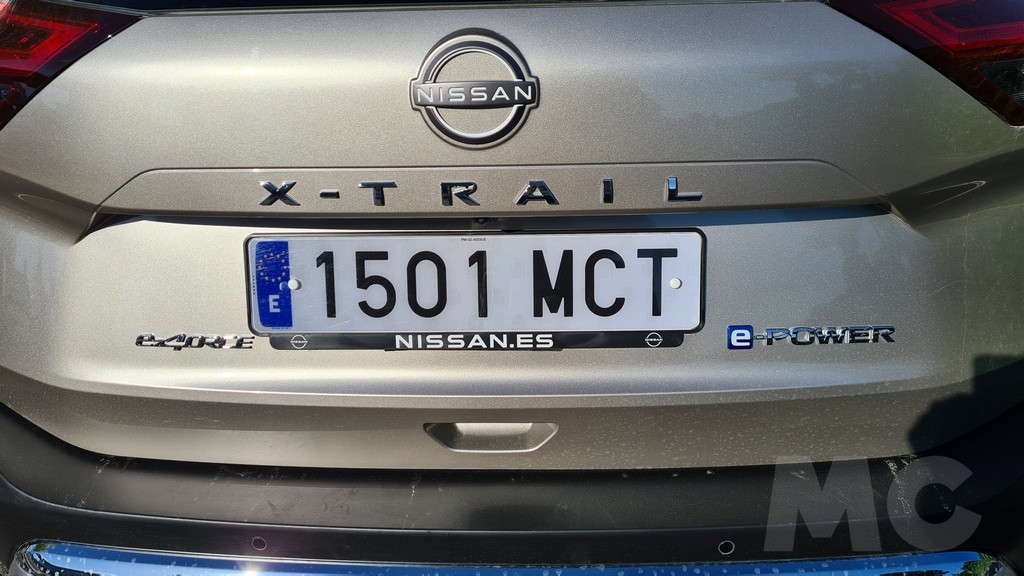 NISSAN
X-TRAIL
E 1501 MCT
e-4ORCE
NISSAN.ES
e-POWER
MC